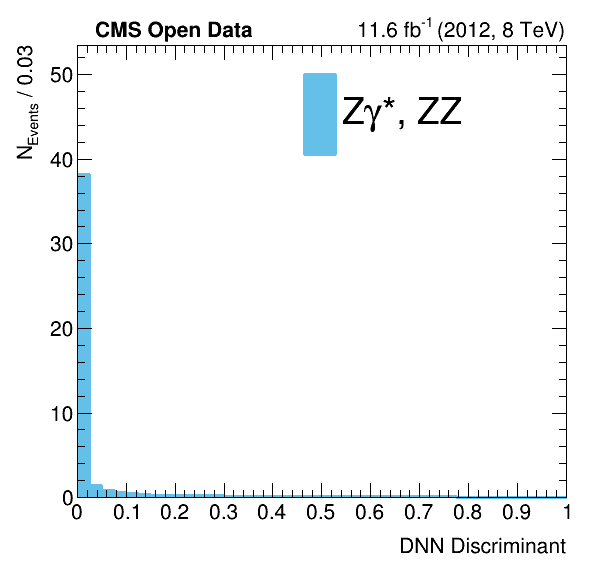 CMS Open Data 11.6 fb⁻¹ (2012, 8 TeV)
N_Events / 0.03
Zγ*, ZZ
50
40
30
20
10
0
0 0.1 0.2 0.3 0.4 0.5 0.6 0.7 0.8 0.9 1
DNN Discriminant